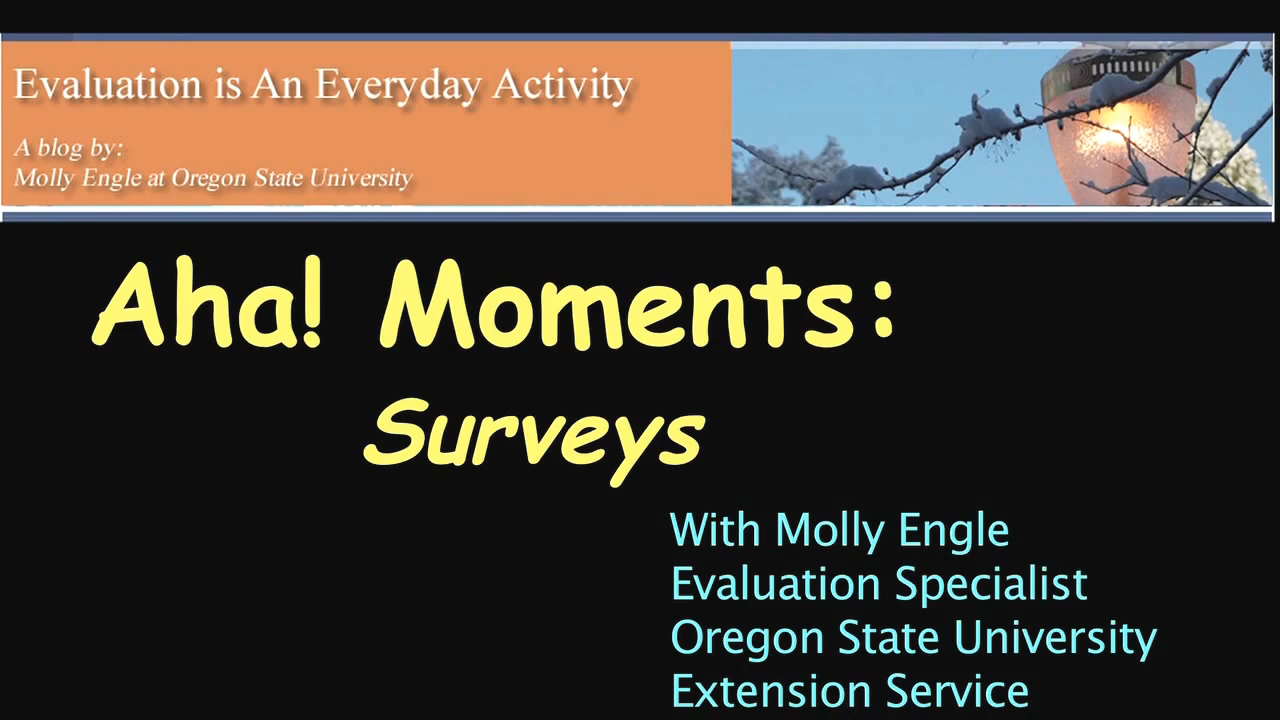 Evaluation is An Everyday Activity
A blog by:
Molly Engle at Oregon State University
Aha! Moments:
Surveys
With Molly Engle
Evaluation Specialist
Oregon State University
Extension Service